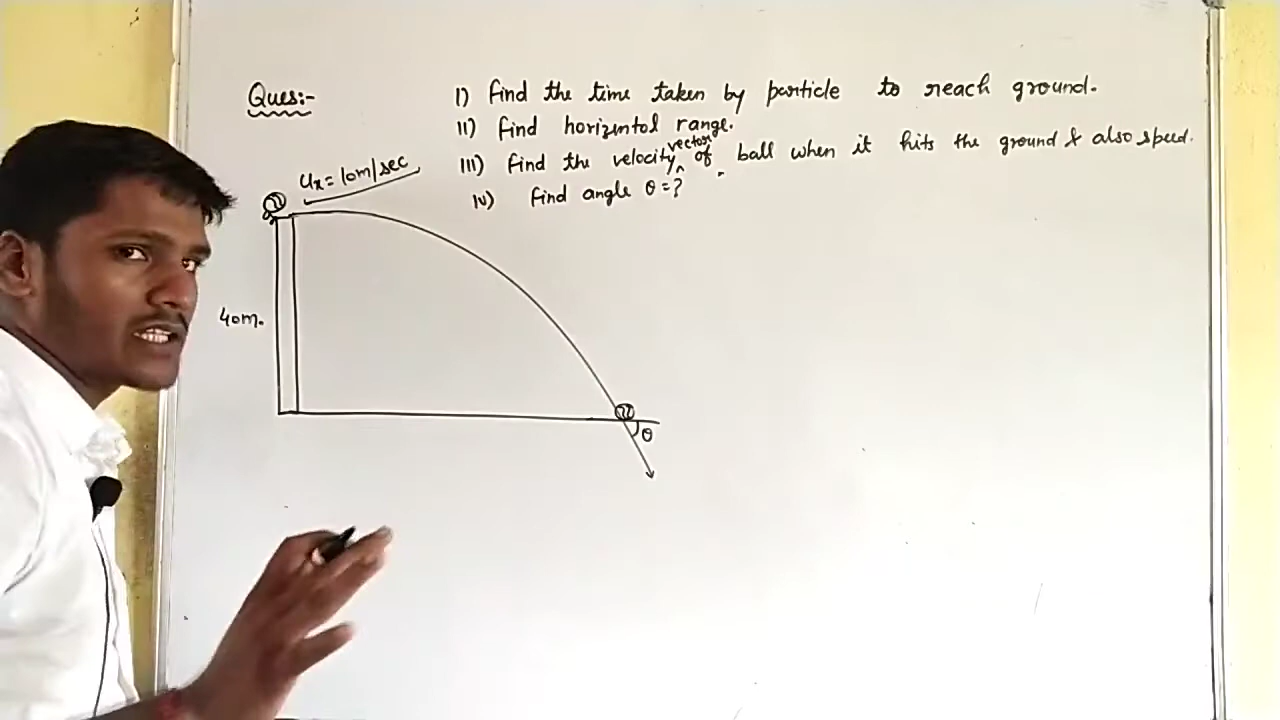 Ques:-
I) find the time taken by particle to reach ground.
II) find horizontol range.
III) find the velocity vector of ball when it hits the ground & also speed.
IV) find angle θ=?
Ux=10m/sec
40m.
θ